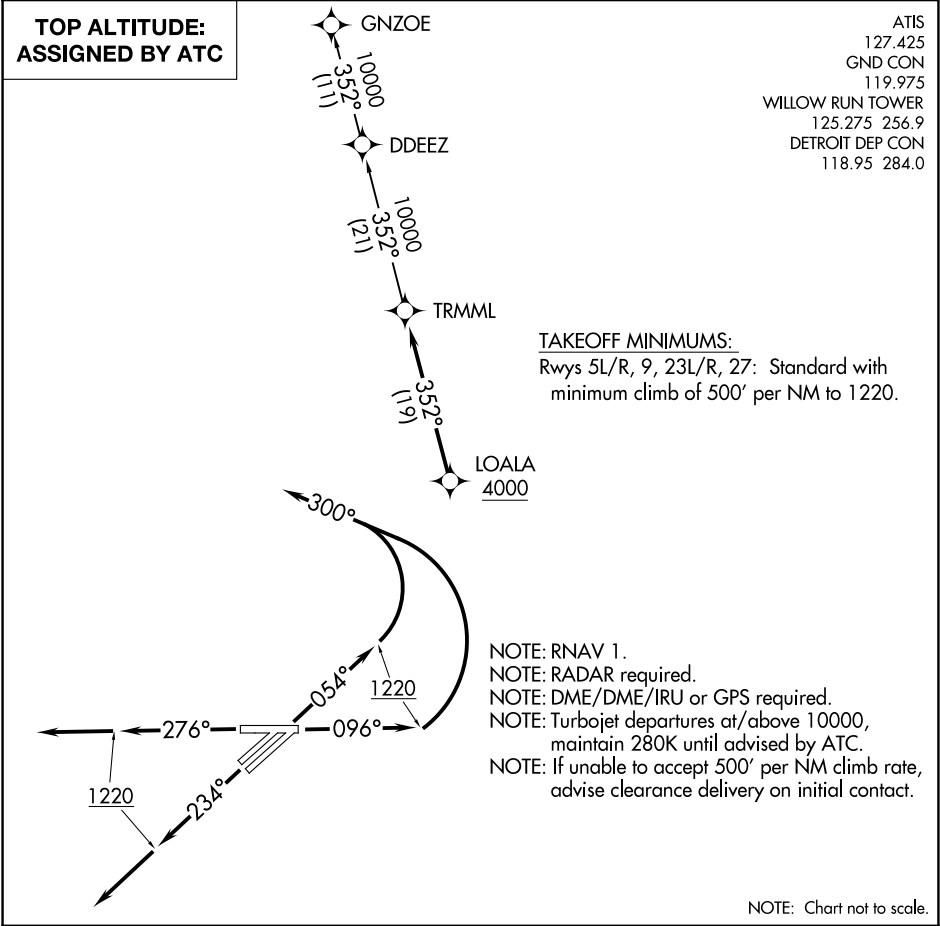 TOP ALTITUDE:
ASSIGNED BY ATC
GNZOE
ATIS
127.425
GND CON
119.975
WILLOW RUN TOWER
125.275 256.9
DETROIT DEP CON
118.95 284.0
10000
352°
(11)
DDEEZ
10000
352°
(21)
TRMML
TAKEOFF MINIMUMS:
Rwys 5L/R, 9, 23L/R, 27: Standard with
minimum climb of 500' per NM to 1220.
352°
(19)
LOALA
4000
300°
054°
1220
096°
276°
1220
234°
NOTE: RNAV 1.
NOTE: RADAR required.
NOTE: DME/DME/IRU or GPS required.
NOTE: Turbojet departures at/above 10000,
maintain 280K until advised by ATC.
NOTE: If unable to accept 500' per NM climb rate,
advise clearance delivery on initial contact.
NOTE: Chart not to scale.